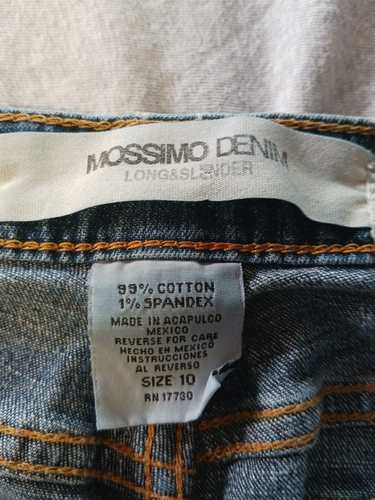 MOSSIMO DENIM
LONG&SLENDER
99% COTTON
1% SPANDEX
MADE IN ACAPULCO
MEXICO
REVERSE FOR CARE
HECHO EN MEXICO
INSTRUCCIONES
AL REVERSO
SIZE 10
RN 17730